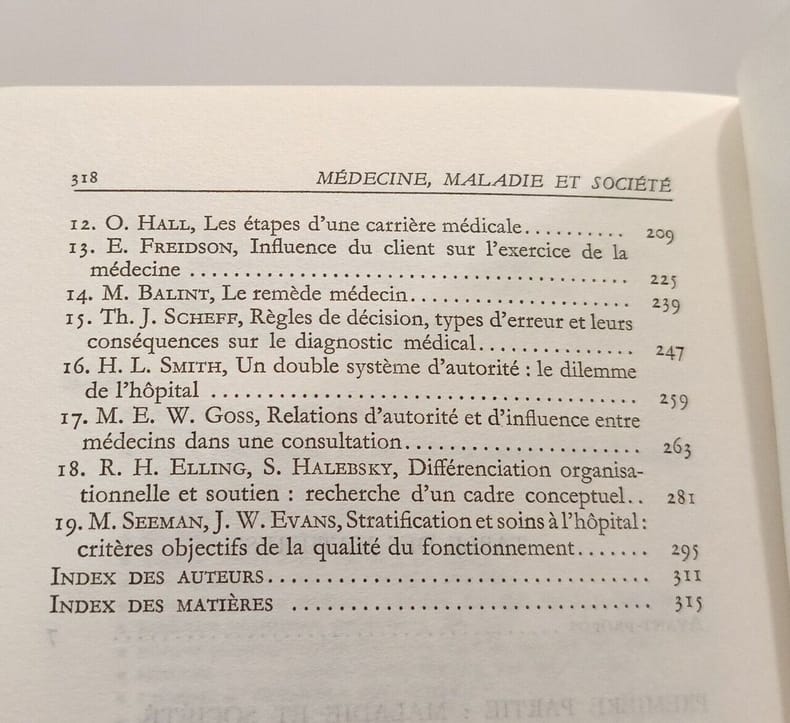 318 MÉDECINE, MALADIE ET SOCIÉTÉ
12. O. HALL, Les étapes d'une carrière médicale.......... 209
13. E. FREIDSON, Influence du client sur l'exercice de la
médecine ........................................ 225
14. M. BALINT, Le remède médecin.................... 239
15. Th. J. SCHEFF, Règles de décision, types d'erreur et leurs
conséquences sur le diagnostic médical.............. 247
16. H. L. SMITH, Un double système d'autorité : le dilemme
de l'hôpital ...................................... 259
17. M. E. W. GOSS, Relations d'autorité et d'influence entre
médecins dans une consultation..................... 263
18. R. H. ELLING, S. HALEBSKY, Différenciation organisa-
tionnelle et soutien : recherche d'un cadre conceptuel.. 281
19. M. SEEMAN, J. W. EVANS, Stratification et soins à l'hôpital :
critères objectifs de la qualité du fonctionnement....... 295
INDEX DES AUTEURS.................................. 311
INDEX DES MATIÈRES ................................ 315